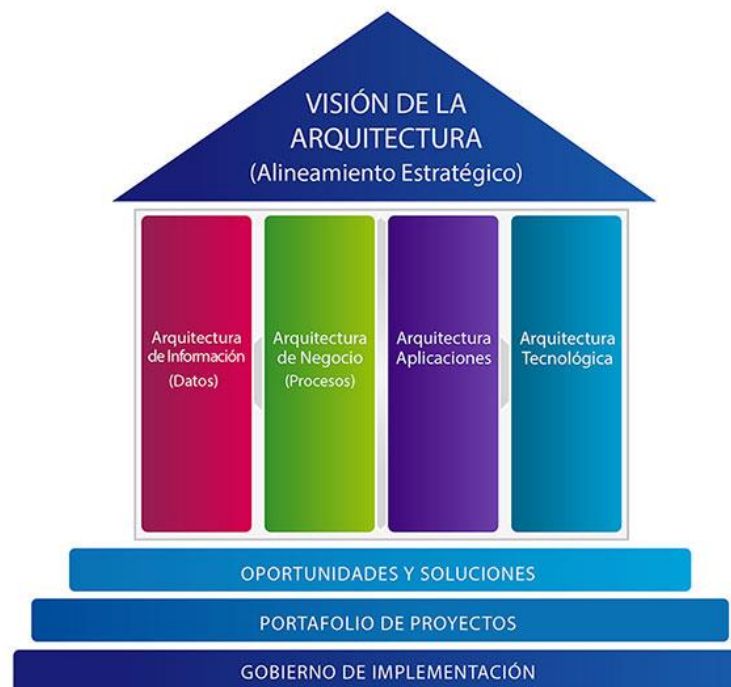 VISIÓN DE LA
ARQUITECTURA
(Alineamiento Estratégico)
Arquitectura
de Información
(Datos)
Arquitectura
de Negocio
(Procesos)
Arquitectura
Aplicaciones
Arquitectura
Tecnológica
OPORTUNIDADES Y SOLUCIONES
PORTAFOLIO DE PROYECTOS
GOBIERNO DE IMPLEMENTACIÓN